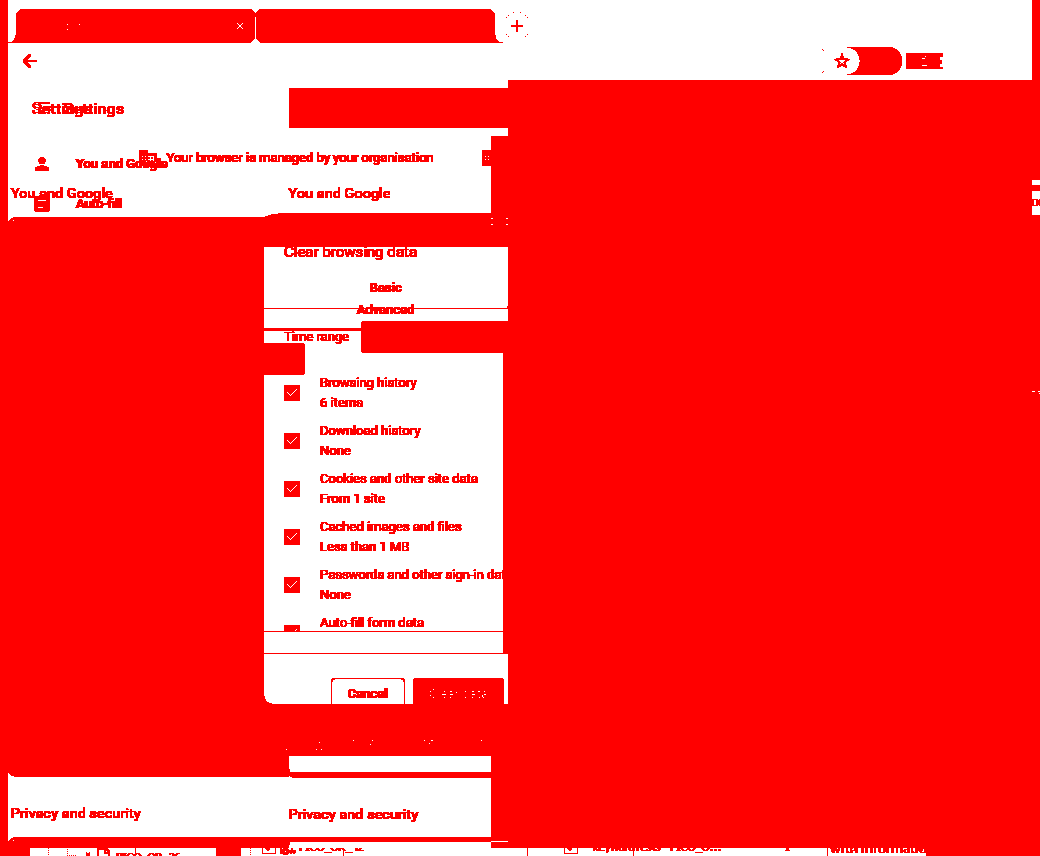 Settings
You and Google
Your browser is managed by your organisation
You and Google
You and Google
Auto-fill
Clear browsing data
Basic
Advanced
Time range
Browsing history
6 items
Download history
None
Cookies and other site data
From 1 site
Cached images and files
Less than 1 MB
Passwords and other sign-in dat
None
Auto-fill form data
Cancel
Clear data
Privacy and security
Privacy and security